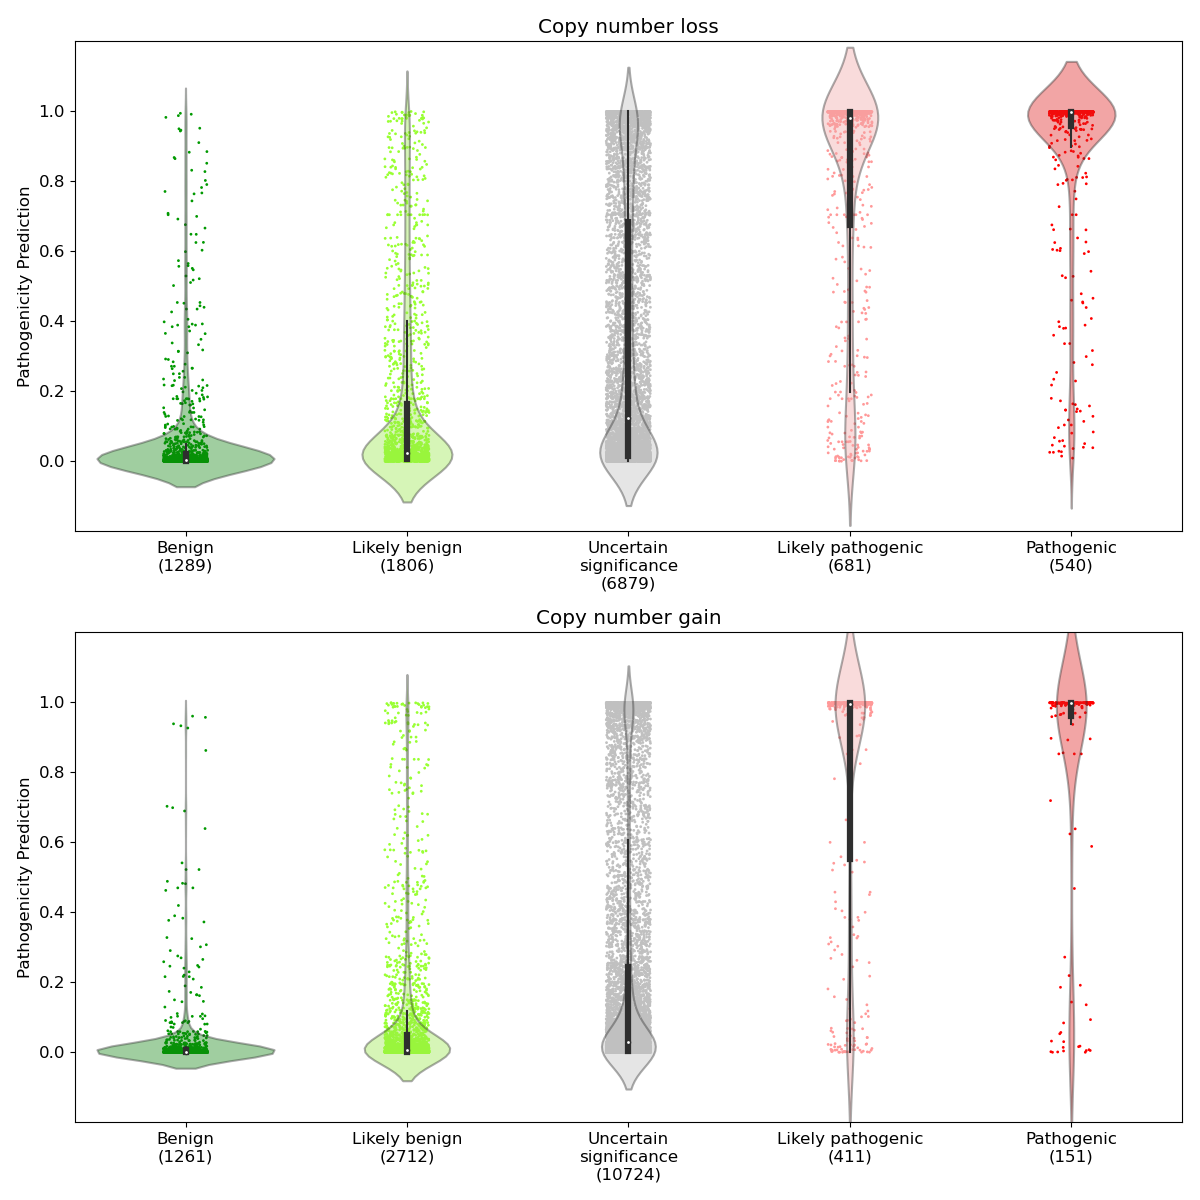 Copy number loss
Pathogenicity Prediction
1.0
0.8
0.6
0.4
0.2
0.0
Benign
(1289)
Likely benign
(1806)
Uncertain
significance
(6879)
Likely pathogenic
(681)
Pathogenic
(540)
Copy number gain
Pathogenicity Prediction
1.0
0.8
0.6
0.4
0.2
0.0
Benign
(1261)
Likely benign
(2712)
Uncertain
significance
(10724)
Likely pathogenic
(411)
Pathogenic
(151)